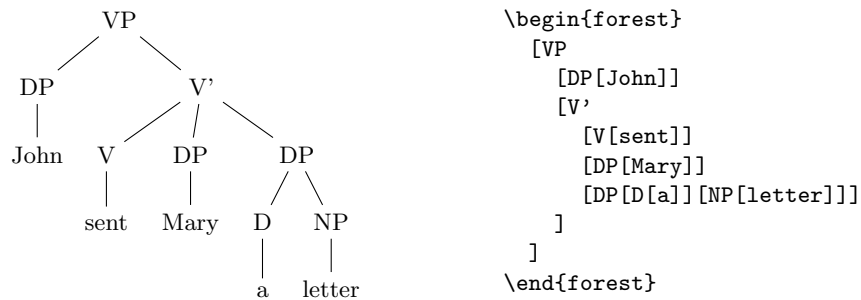 VP
DP V'
John V DP DP
sent Mary D NP
a letter
\begin{forest}
[VP
[DP[John]]
[V'
[V[sent]]
[DP[Mary]]
[DP[D[a]][NP[letter]]]
]
]
\end{forest}